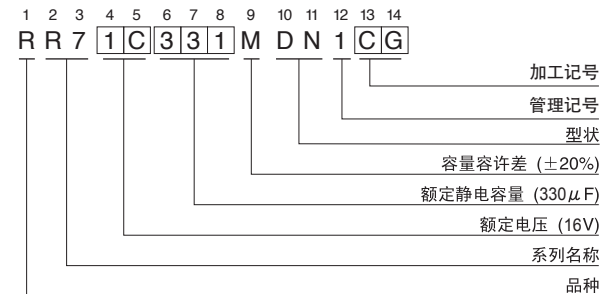 1 2 3 4 5 6 7 8 9 10 11 12 13 14
R R 7 1 C 3 3 1 M D N 1 C G
加工记号
管理记号
型状
容量容许差 (±20%)
额定静电容量 (330μF)
额定电压 (16V)
系列名称
品种